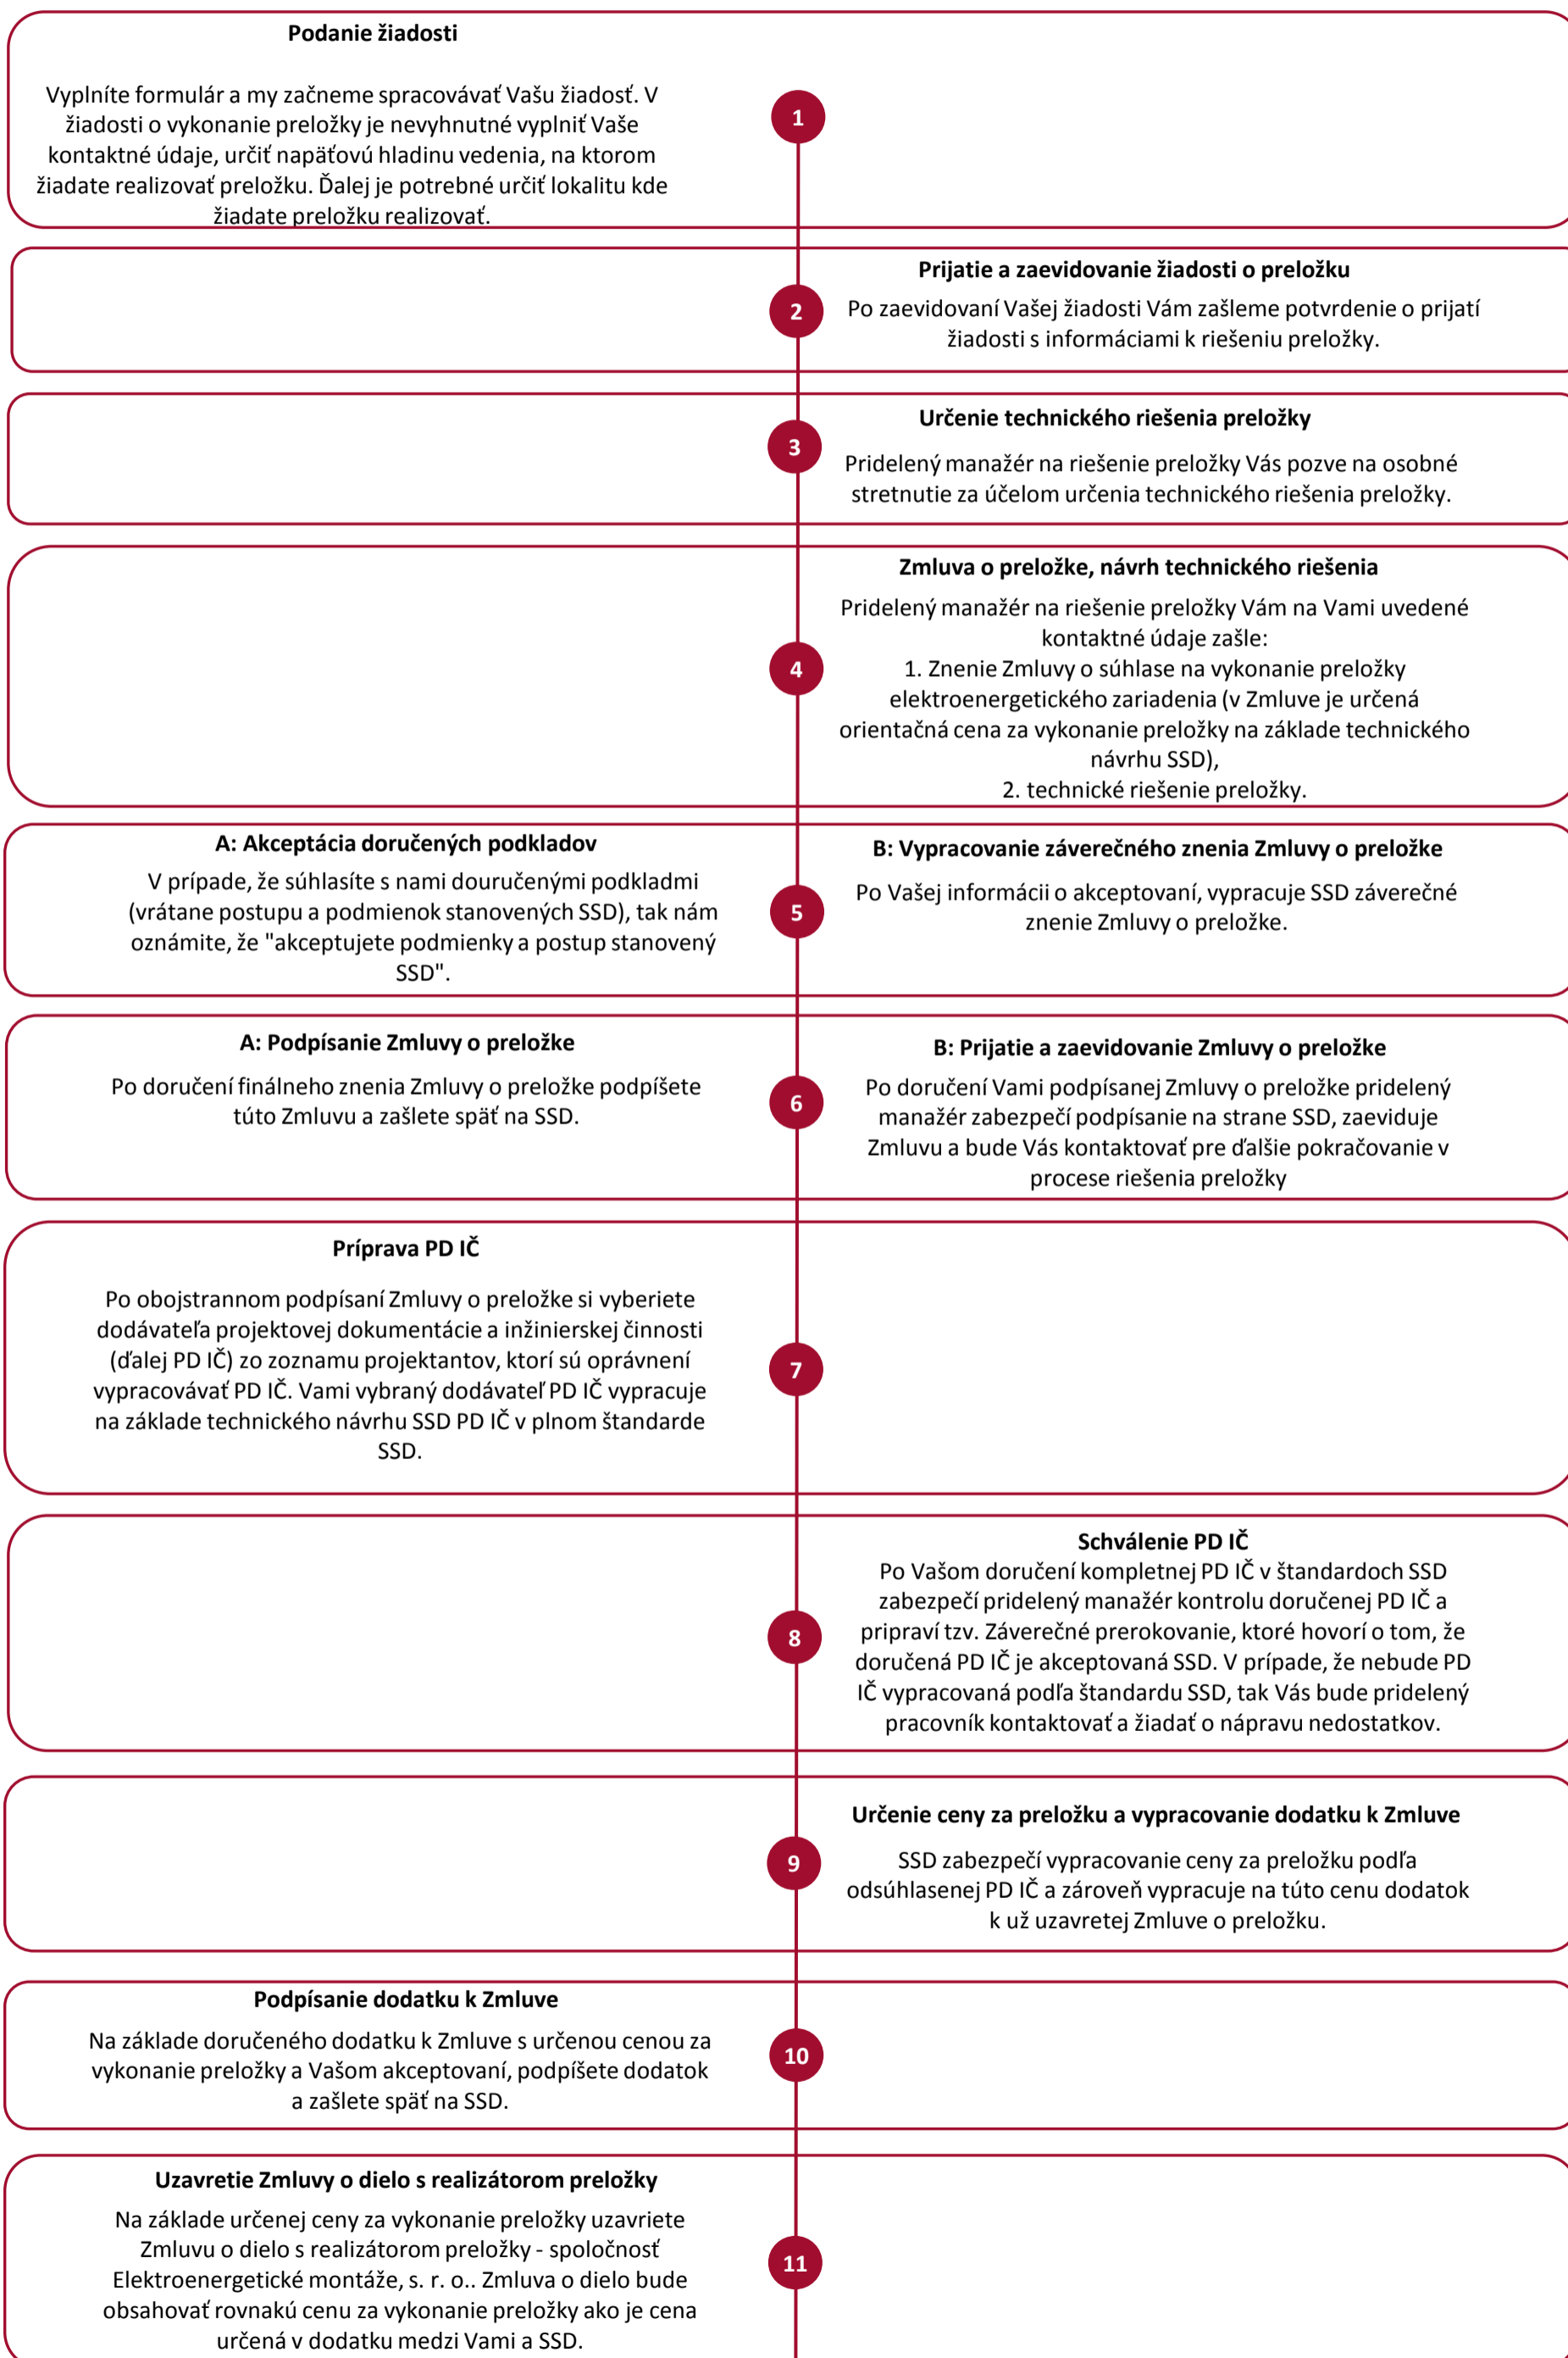 Podanie žiadosti
Vyplníte formulár a my začneme spracovávať Vašu žiadosť. V
žiadosti o vykonanie preložky je nevyhnutné vyplniť Vaše
kontaktné údaje, určiť napäťovú hladinu vedenia, na ktorom
žiadate realizovať preložku. Ďalej je potrebné určiť lokalitu kde
žiadate preložku realizovať.
1
Prijatie a zaevidovanie žiadosti o preložku
2
Po zaevidovaní Vašej žiadosti Vám zašleme potvrdenie o prijatí
žiadosti s informáciami k riešeniu preložky.
Určenie technického riešenia preložky
3
Pridelený manažér na riešenie preložky Vás pozve na osobné
stretnutie za účelom určenia technického riešenia preložky.
Zmluva o preložke, návrh technického riešenia
Pridelený manažér na riešenie preložky Vám na Vami uvedené
kontaktné údaje zašle:
4
1. Znenie Zmluvy o súhlase na vykonanie preložky
elektroenergetického zariadenia (v Zmluve je určená
orientačná cena za vykonanie preložky na základe technického
návrhu SSD),
2. technické riešenie preložky.
A: Akceptácia doručených podkladov
V prípade, že súhlasíte s nami douručenými podkladmi
(vrátane postupu a podmienok stanovených SSD), tak nám
oznámite, že "akceptujete podmienky a postup stanovený
SSD".
5
B: Vypracovanie záverečného znenia Zmluvy o preložke
Po Vašej informácii o akceptovaní, vypracuje SSD záverečné
znenie Zmluvy o preložke.
A: Podpísanie Zmluvy o preložke
Po doručení finálneho znenia Zmluvy o preložke podpíšete
túto Zmluvu a zašlete späť na SSD.
6
B: Prijatie a zaevidovanie Zmluvy o preložke
Po doručení Vami podpísanej Zmluvy o preložke pridelený
manažér zabezpečí podpísanie na strane SSD, zaeviduje
Zmluvu a bude Vás kontaktovať pre ďalšie pokračovanie v
procese riešenia preložky
Príprava PD IČ
Po obojstrannom podpísaní Zmluvy o preložke si vyberiete
dodávateľa projektovej dokumentácie a inžinierskej činnosti
(ďalej PD IČ) zo zoznamu projektantov, ktorí sú oprávnení
vypracovávať PD IČ. Vami vybraný dodávateľ PD IČ vypracuje
na základe technického návrhu SSD PD IČ v plnom štandarde
SSD.
7
Schválenie PD IČ
Po Vašom doručení kompletnej PD IČ v štandardoch SSD
zabezpečí pridelený manažér kontrolu doručenej PD IČ a
8
pripraví tzv. Záverečné prerokovanie, ktoré hovorí o tom, že
doručená PD IČ je akceptovaná SSD. V prípade, že nebude PD
IČ vypracovaná podľa štandardu SSD, tak Vás bude pridelený
pracovník kontaktovať a žiadať o nápravu nedostatkov.
Určenie ceny za preložku a vypracovanie dodatku k Zmluve
9
SSD zabezpečí vypracovanie ceny za preložku podľa
odsúhlasenej PD IČ a zároveň vypracuje na túto cenu dodatok
k už uzavretej Zmluve o preložku.
Podpísanie dodatku k Zmluve
Na základe doručeného dodatku k Zmluve s určenou cenou za
vykonanie preložky a Vašom akceptovaní, podpíšete dodatok
a zašlete späť na SSD.
10
Uzavretie Zmluvy o dielo s realizátorom preložky
Na základe určenej ceny za vykonanie preložky uzavriete
Zmluvu o dielo s realizátorom preložky - spoločnosť
Elektroenergetické montáže, s. r. o.. Zmluva o dielo bude
obsahovať rovnakú cenu za vykonanie preložky ako je cena
určená v dodatku medzi Vami a SSD.
11